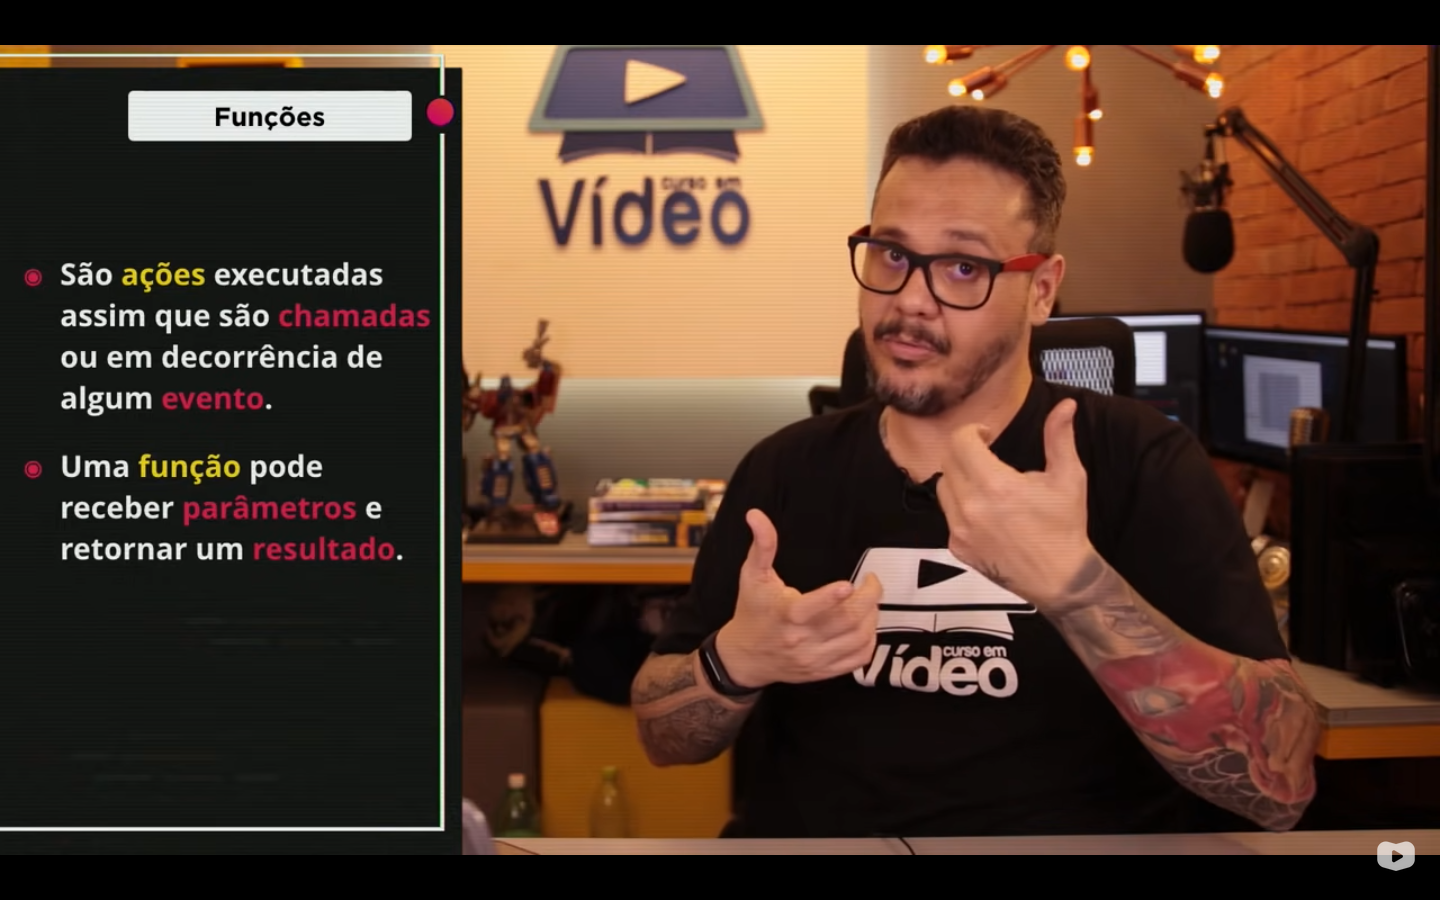 Funções
São ações executadas
assim que são chamadas
ou em decorrência de
algum evento.
Uma função pode
receber parâmetros e
retornar um resultado.
curso em
Vídeo
curso em
Vídeo